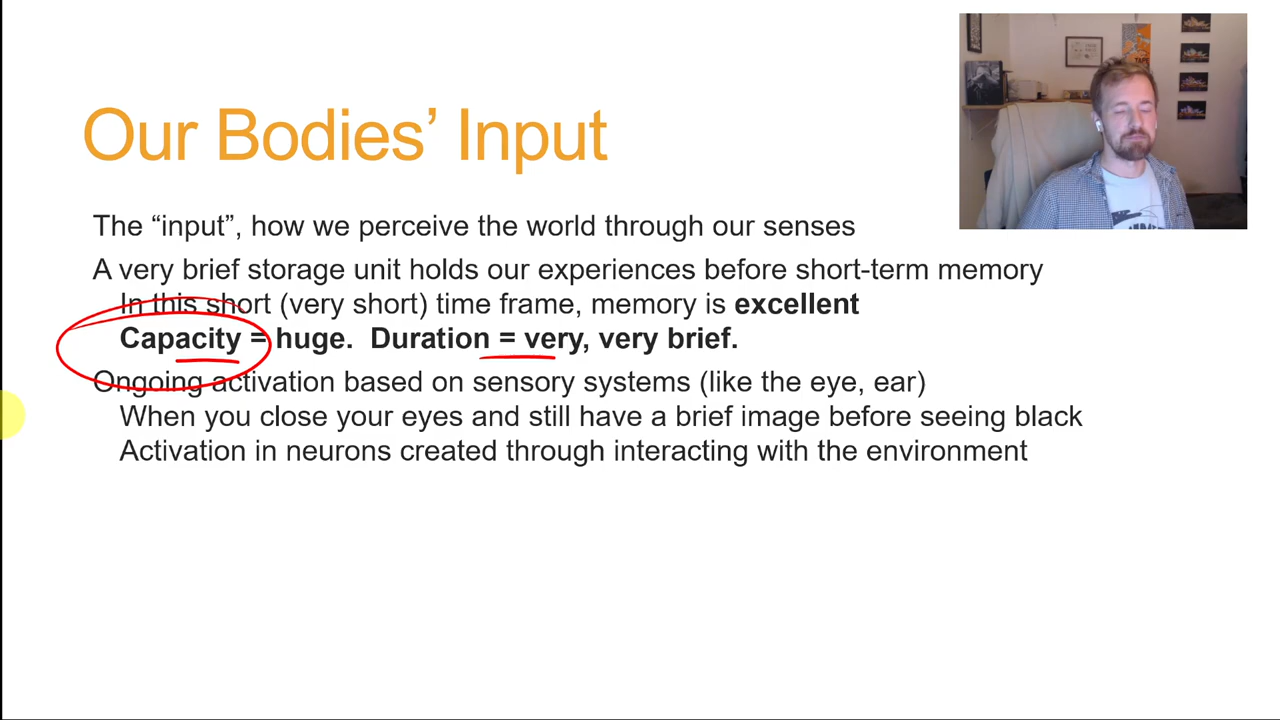 Our Bodies’ Input
The “input”, how we perceive the world through our senses
A very brief storage unit holds our experiences before short-term memory
In this short (very short) time frame, memory is excellent
Capacity = huge.  Duration = very, very brief.
Ongoing activation based on sensory systems (like the eye, ear)
When you close your eyes and still have a brief image before seeing black
Activation in neurons created through interacting with the environment